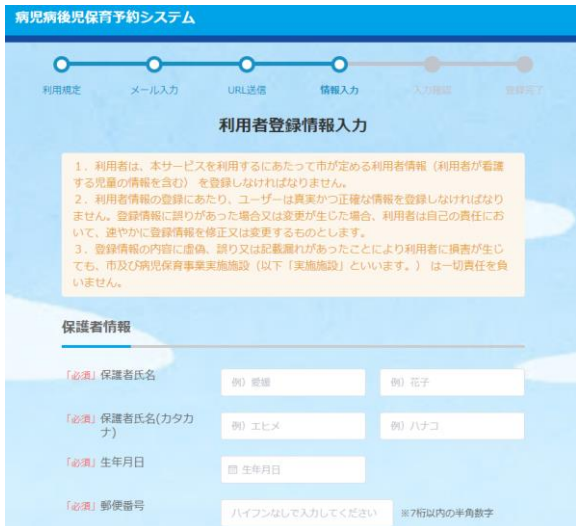 病児病後児保育予約システム
利用規定 メール入力 URL送信 情報入力 入力確認 登録完了
利用者登録情報入力
1．利用者は、本サービスを利用するにあたって市が定める利用者情報（利用者が看護
する児童の情報を含む） を登録しなければなりません。
2．利用者情報の登録にあたり、ユーザーは真実かつ正確な情報を登録しなければなり
ません。登録情報に誤りがあった場合又は変更が生じた場合、利用者は自己の責任にお
いて、速やかに登録情報を修正又は変更するものとします。
3．登録情報の内容に虚偽、誤り又は記載漏れがあったことにより利用者に損害が生じ
ても、市及び病児保育事業実施施設（以下「実施施設」といいます。） は一切責任を負
いません。
保護者情報
「必須」保護者氏名 例）愛媛 例）花子
「必須」保護者氏名(カタカ
ナ) 例）エヒメ 例）ハナコ
「必須」生年月日 生年月日
「必須」郵便番号 ハイフンなしで入力してください ※7桁以内の半角数字